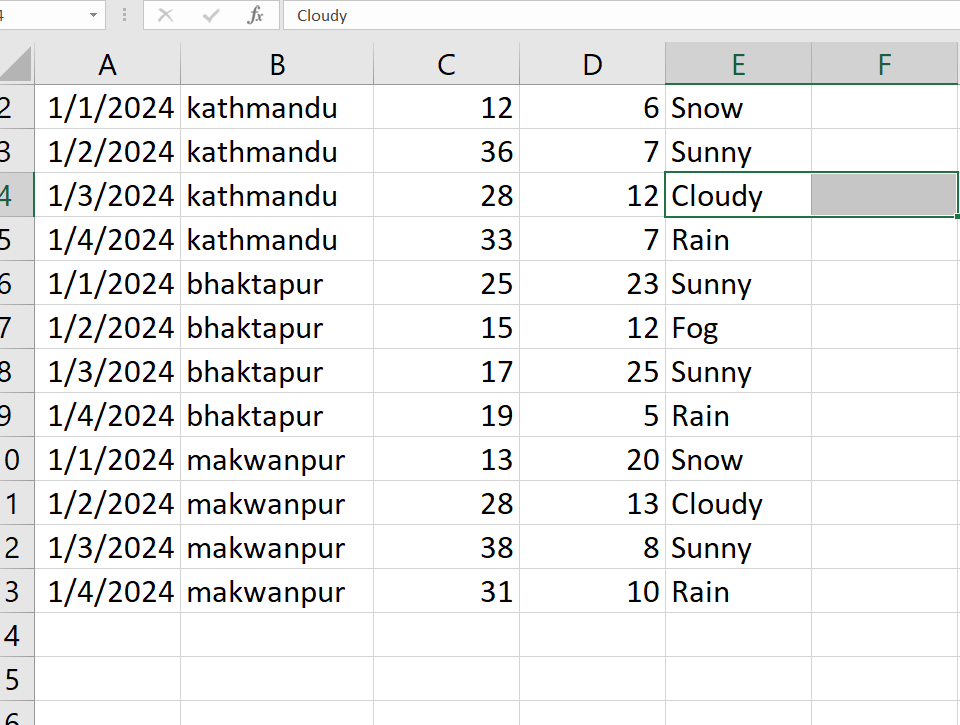 4 fx Cloudy
A B C D E F
2 1/1/2024 kathmandu 12 6 Snow
3 1/2/2024 kathmandu 36 7 Sunny
4 1/3/2024 kathmandu 28 12 Cloudy
5 1/4/2024 kathmandu 33 7 Rain
6 1/1/2024 bhaktapur 25 23 Sunny
7 1/2/2024 bhaktapur 15 12 Fog
8 1/3/2024 bhaktapur 17 25 Sunny
9 1/4/2024 bhaktapur 19 5 Rain
0 1/1/2024 makwanpur 13 20 Snow
1 1/2/2024 makwanpur 28 13 Cloudy
2 1/3/2024 makwanpur 38 8 Sunny
3 1/4/2024 makwanpur 31 10 Rain
4
5
6